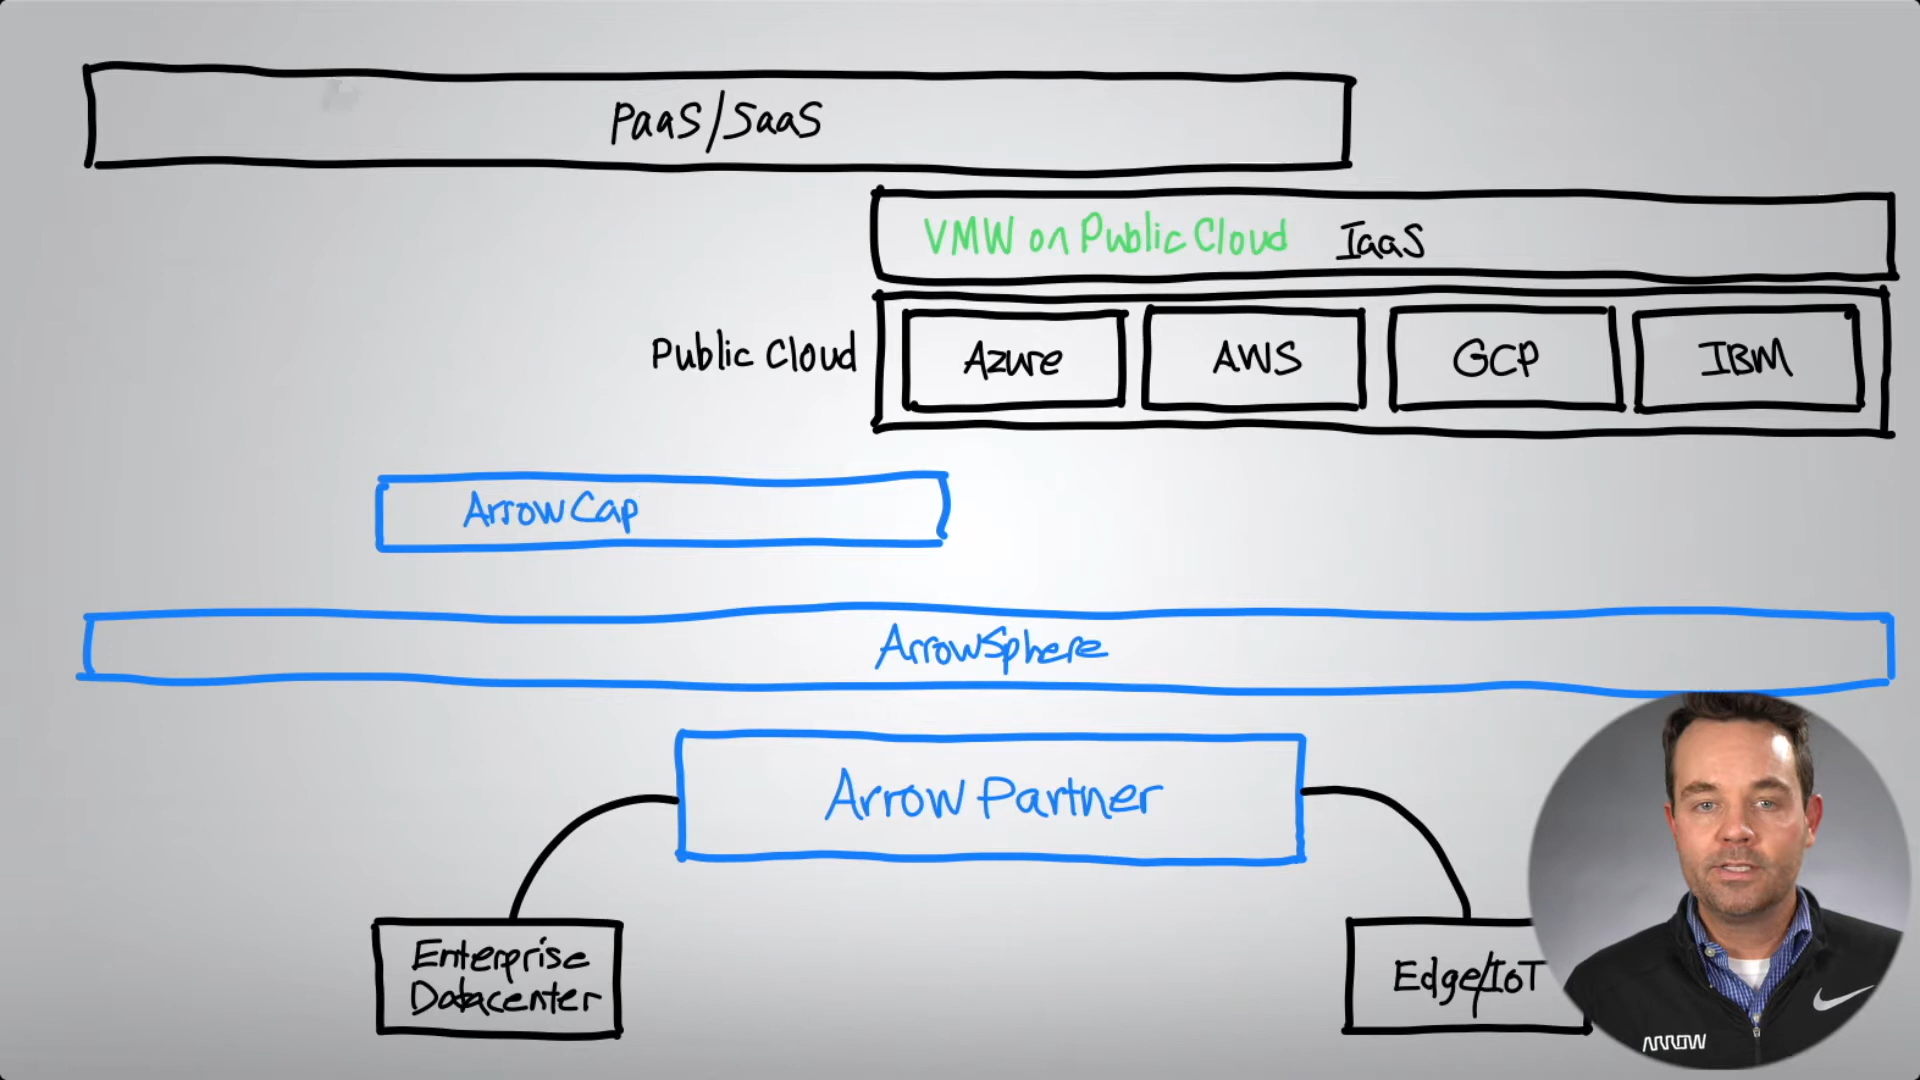 PaaS/SaaS
VMW on Public Cloud IaaS
Public Cloud
Azure
AWS
GCP
IBM
ArrowCap
ArrowSphere
Arrow Partner
Enterprise
Datacenter
Edge/IoT
ARROW